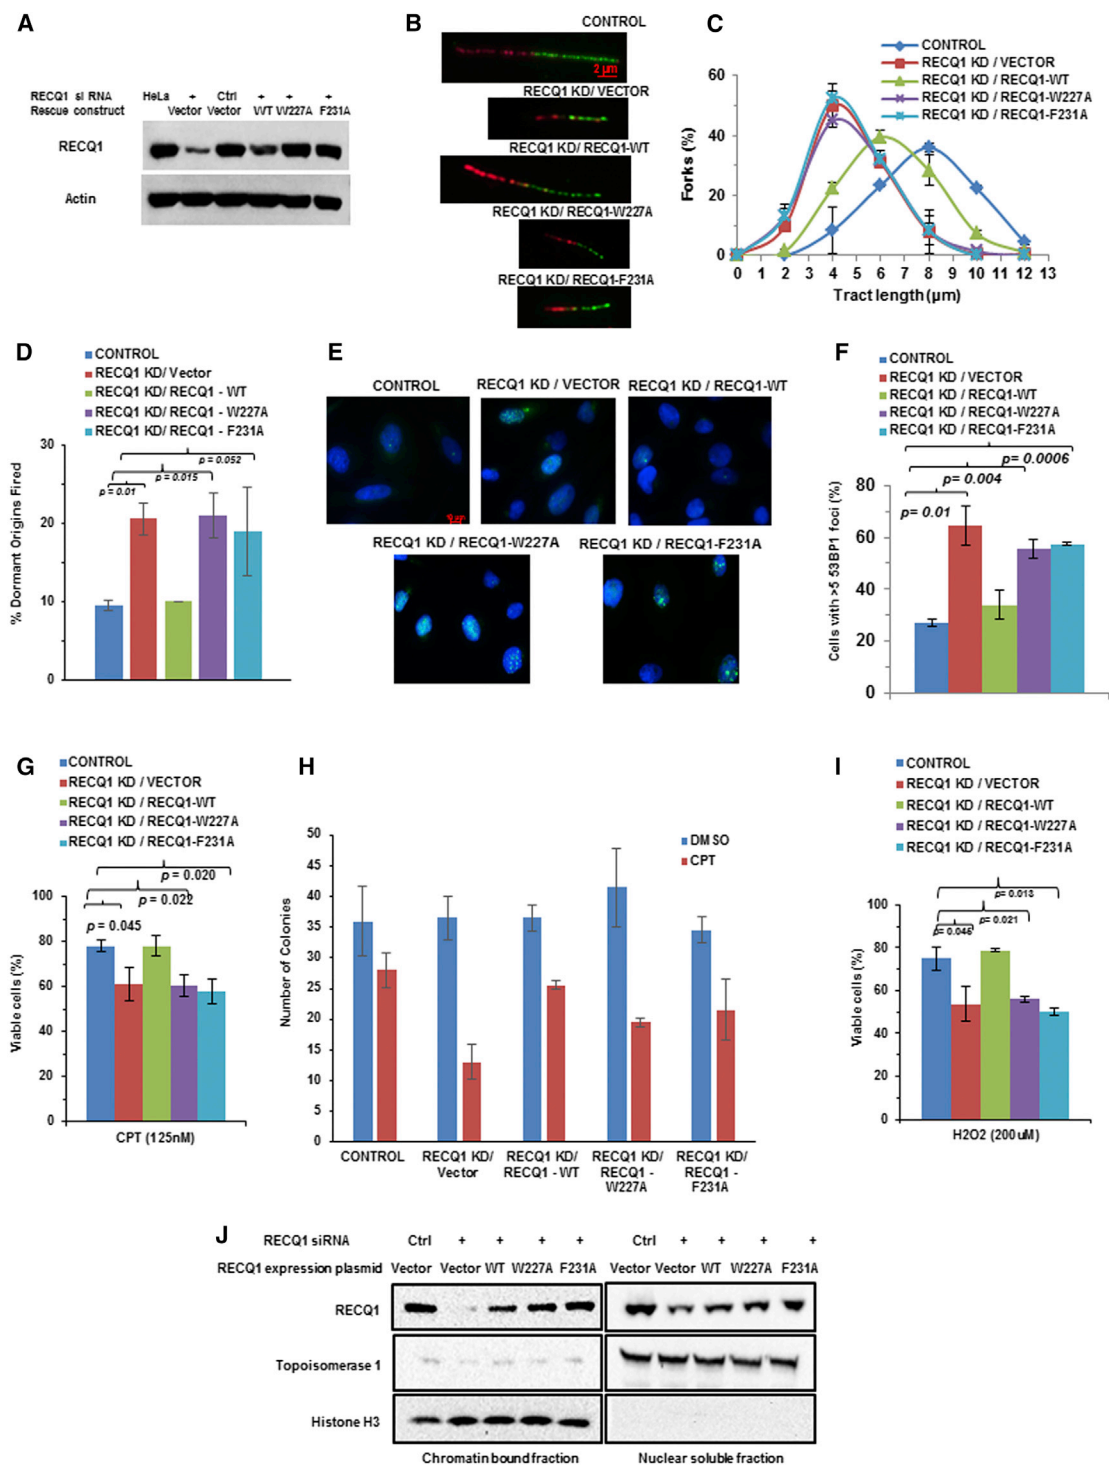 A
RECQ1 si RNA HeLa + Ctrl + + +
Rescue construct Vector Vector WT W227A F231A
RECQ1
Actin
B
CONTROL
2 µm
RECQ1 KD/ VECTOR
RECQ1 KD/ RECQ1-WT
RECQ1 KD/ RECQ1-W227A
RECQ1 KD/ RECQ1-F231A
C
CONTROL
RECQ1 KD / VECTOR
RECQ1 KD / RECQ1-WT
RECQ1 KD / RECQ1-W227A
RECQ1 KD / RECQ1-F231A
Forks (%)
60
40
20
0
0 1 2 3 4 5 6 7 8 9 10 11 12 13
Tract length (µm)
D
CONTROL
RECQ1 KD/ Vector
RECQ1 KD/ RECQ1 - WT
RECQ1 KD/ RECQ1 - W227A
RECQ1 KD/ RECQ1 - F231A
% Dormant Origins Fired
30
20
10
0
p = 0.052
p = 0.015
p = 0.01
E
CONTROL
RECQ1 KD / VECTOR
RECQ1 KD / RECQ1-WT
RECQ1 KD / RECQ1-W227A
RECQ1 KD / RECQ1-F231A
F
CONTROL
RECQ1 KD / VECTOR
RECQ1 KD / RECQ1-WT
RECQ1 KD / RECQ1-W227A
RECQ1 KD / RECQ1-F231A
p= 0.0006
p= 0.004
p= 0.01
Cells with >5 53BP1 foci (%)
80
60
40
20
0
G
CONTROL
RECQ1 KD / VECTOR
RECQ1 KD / RECQ1-WT
RECQ1 KD / RECQ1-W227A
RECQ1 KD / RECQ1-F231A
p = 0.020
p = 0.022
p = 0.045
Viable cells (%)
100
80
60
40
20
0
CPT (125nM)
H
DMSO
CPT
Number of Colonies
50
45
40
35
30
25
20
15
10
5
0
CONTROL
RECQ1 KD/ Vector
RECQ1 KD/ RECQ1 - WT
RECQ1 KD/ RECQ1 - W227A
RECQ1 KD/ RECQ1 - F231A
I
CONTROL
RECQ1 KD / VECTOR
RECQ1 KD / RECQ1-WT
RECQ1 KD / RECQ1-W227A
RECQ1 KD / RECQ1-F231A
p= 0.013
p= 0.021
p= 0.046
Viable cells (%)
100
80
60
40
20
0
H2O2 (200 uM)
J
RECQ1 siRNA Ctrl + + + + Ctrl + + + +
RECQ1 expression plasmid Vector Vector WT W227A F231A Vector Vector WT W227A F231A
RECQ1
Topoisomerase 1
Histone H3
Chromatin bound fraction Nuclear soluble fraction